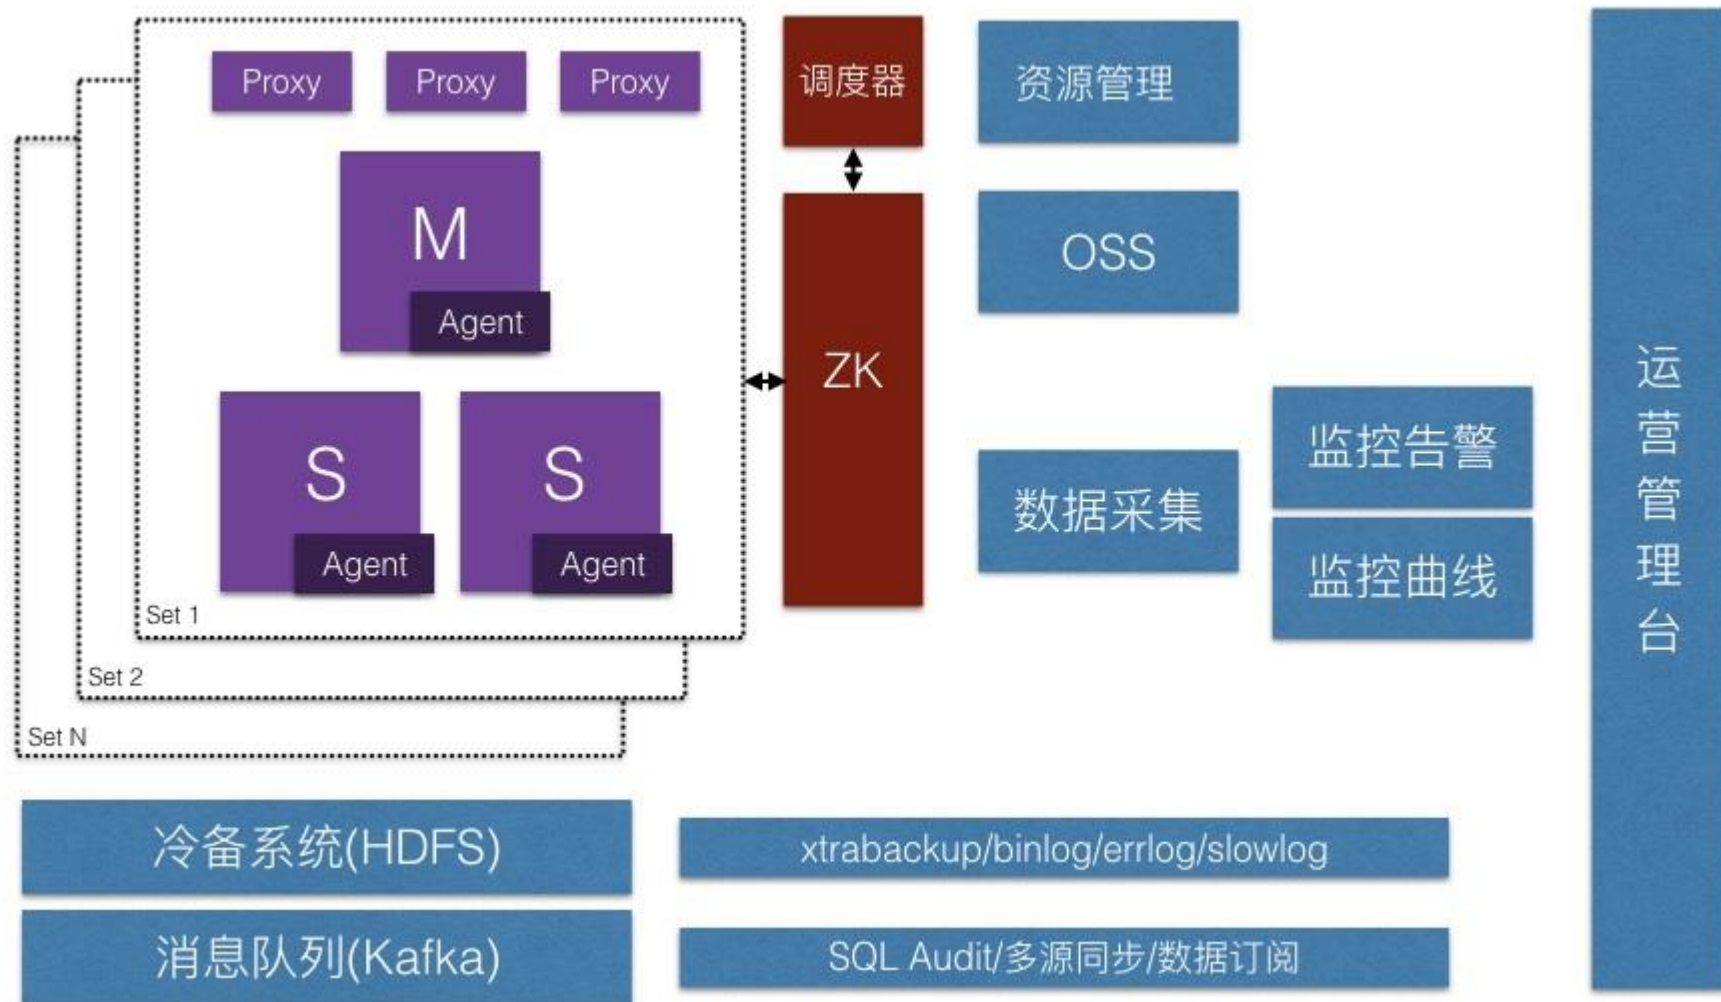 Proxy
Proxy
Proxy
M
Agent
S
Agent
S
Agent
Set 1
Set 2
Set N
调度器
ZK
资源管理
OSS
数据采集
监控告警
监控曲线
运营管理台
冷备系统(HDFS)
xtrabackup/binlog/errlog/slowlog
消息队列(Kafka)
SQL Audit/多源同步/数据订阅